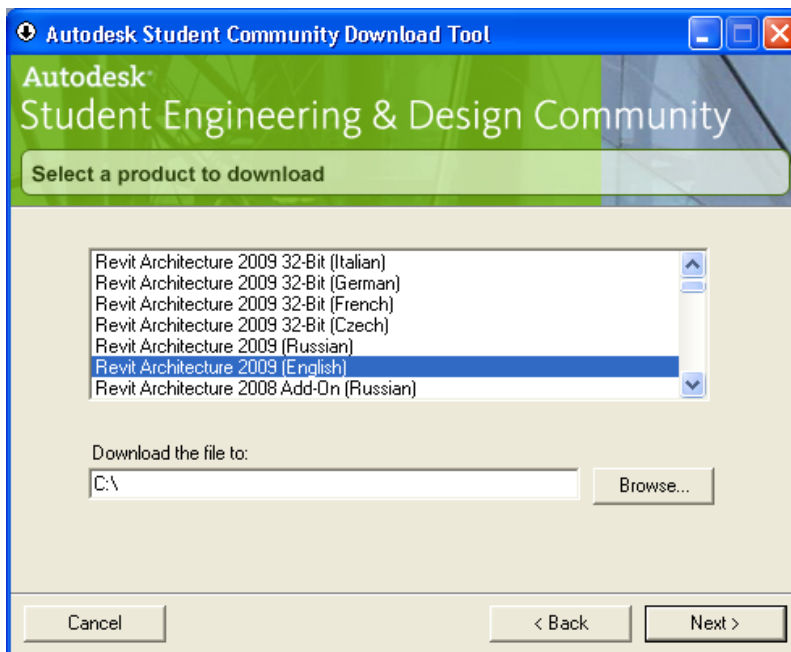 Autodesk Student Community Download Tool
Autodesk®
Student Engineering & Design Community
Select a product to download
Revit Architecture 2009 32-Bit (Italian)
Revit Architecture 2009 32-Bit (German)
Revit Architecture 2009 32-Bit (French)
Revit Architecture 2009 32-Bit (Czech)
Revit Architecture 2009 (Russian)
Revit Architecture 2009 (English)
Revit Architecture 2008 Add-On (Russian)
Download the file to:
C:\
Browse...
Cancel
< Back
Next >